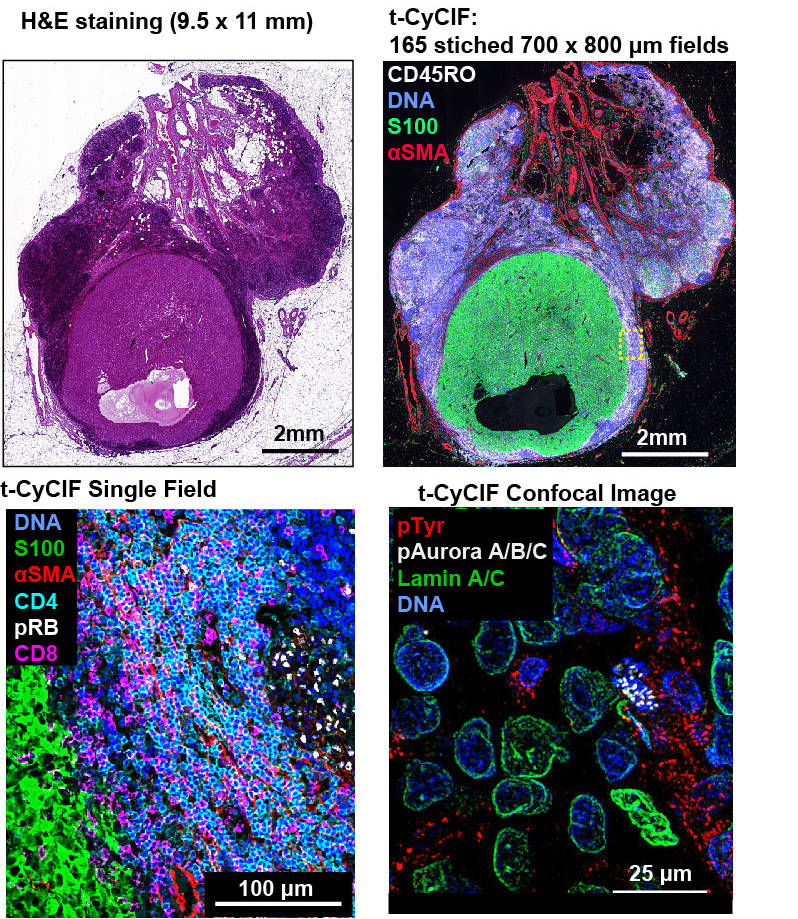 H&E staining (9.5 x 11 mm)
t-CyCIF:
165 stiched 700 x 800 µm fields
CD45RO
DNA
S100
αSMA
2mm
2mm
t-CyCIF Single Field
t-CyCIF Confocal Image
DNA
S100
αSMA
CD4
pRB
CD8
100 µm
pTyr
pAurora A/B/C
Lamin A/C
DNA
25 µm